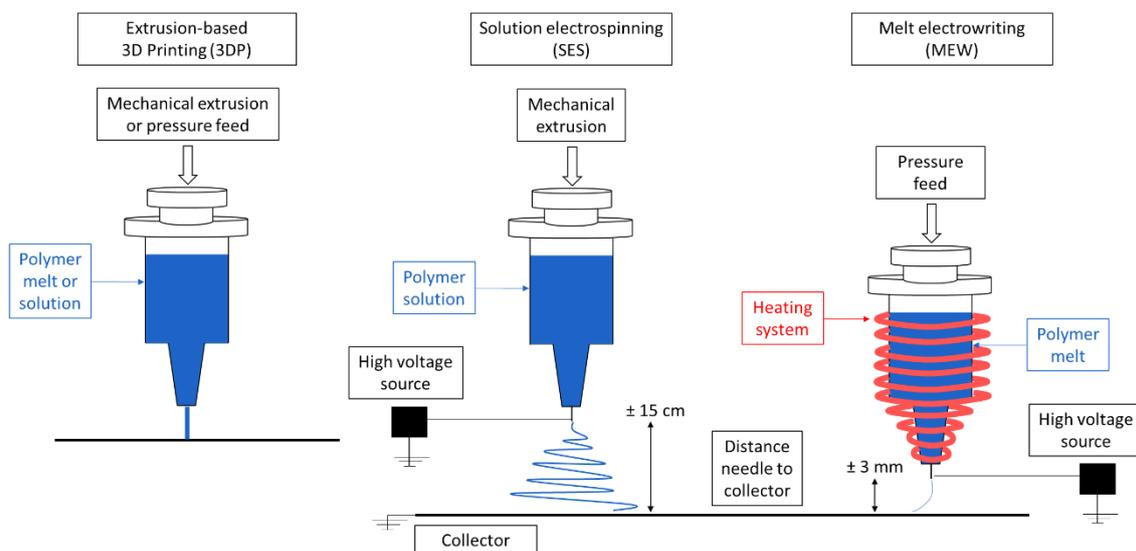 Extrusion-based
3D Printing (3DP)
Mechanical extrusion
or pressure feed
Polymer
melt or
solution
Solution electrospinning
(SES)
Mechanical
extrusion
Polymer
solution
High voltage
source
± 15 cm
Distance
needle to
collector
Collector
Melt electrowriting
(MEW)
Pressure
feed
Heating
system
Polymer
melt
High voltage
source
± 3 mm